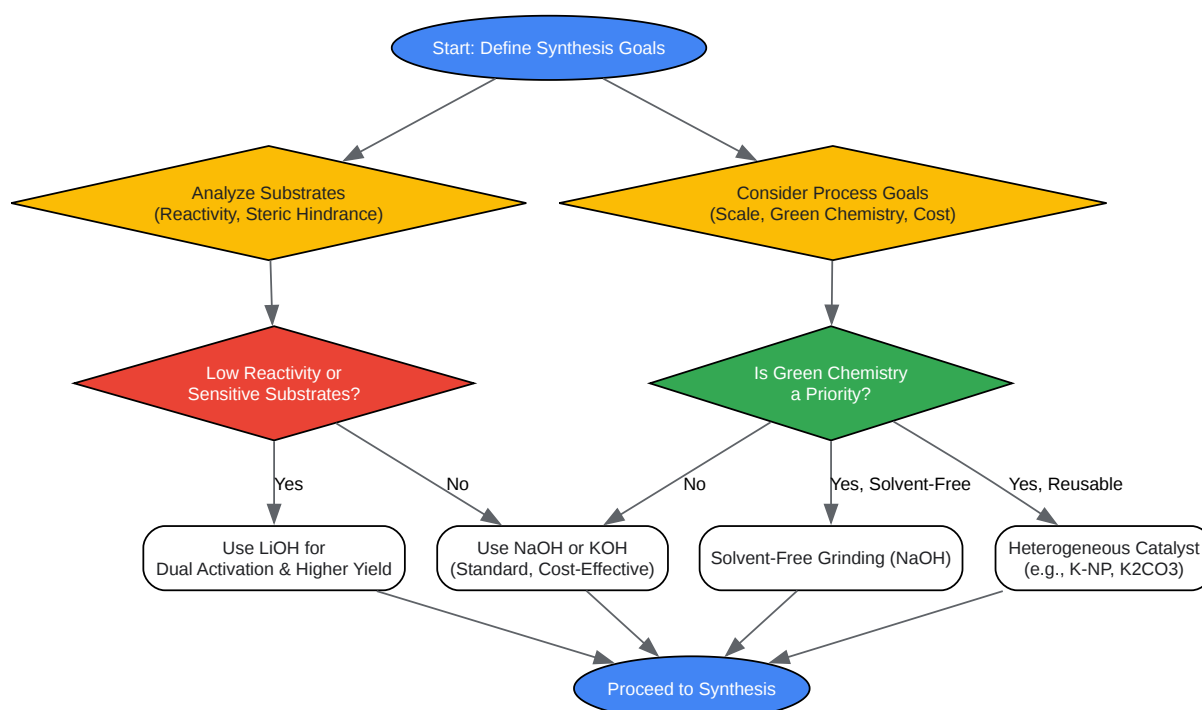 Start: Define Synthesis Goals
Analyze Substrates
(Reactivity, Steric Hindrance)
Consider Process Goals
(Scale, Green Chemistry, Cost)
Low Reactivity or
Sensitive Substrates?
Is Green Chemistry
a Priority?
Yes
No
No
Yes, Solvent-Free
Yes, Reusable
Use LiOH for
Dual Activation & Higher Yield
Use NaOH or KOH
(Standard, Cost-Effective)
Solvent-Free Grinding (NaOH)
Heterogeneous Catalyst
(e.g., K-NP, K2CO3)
Proceed to Synthesis